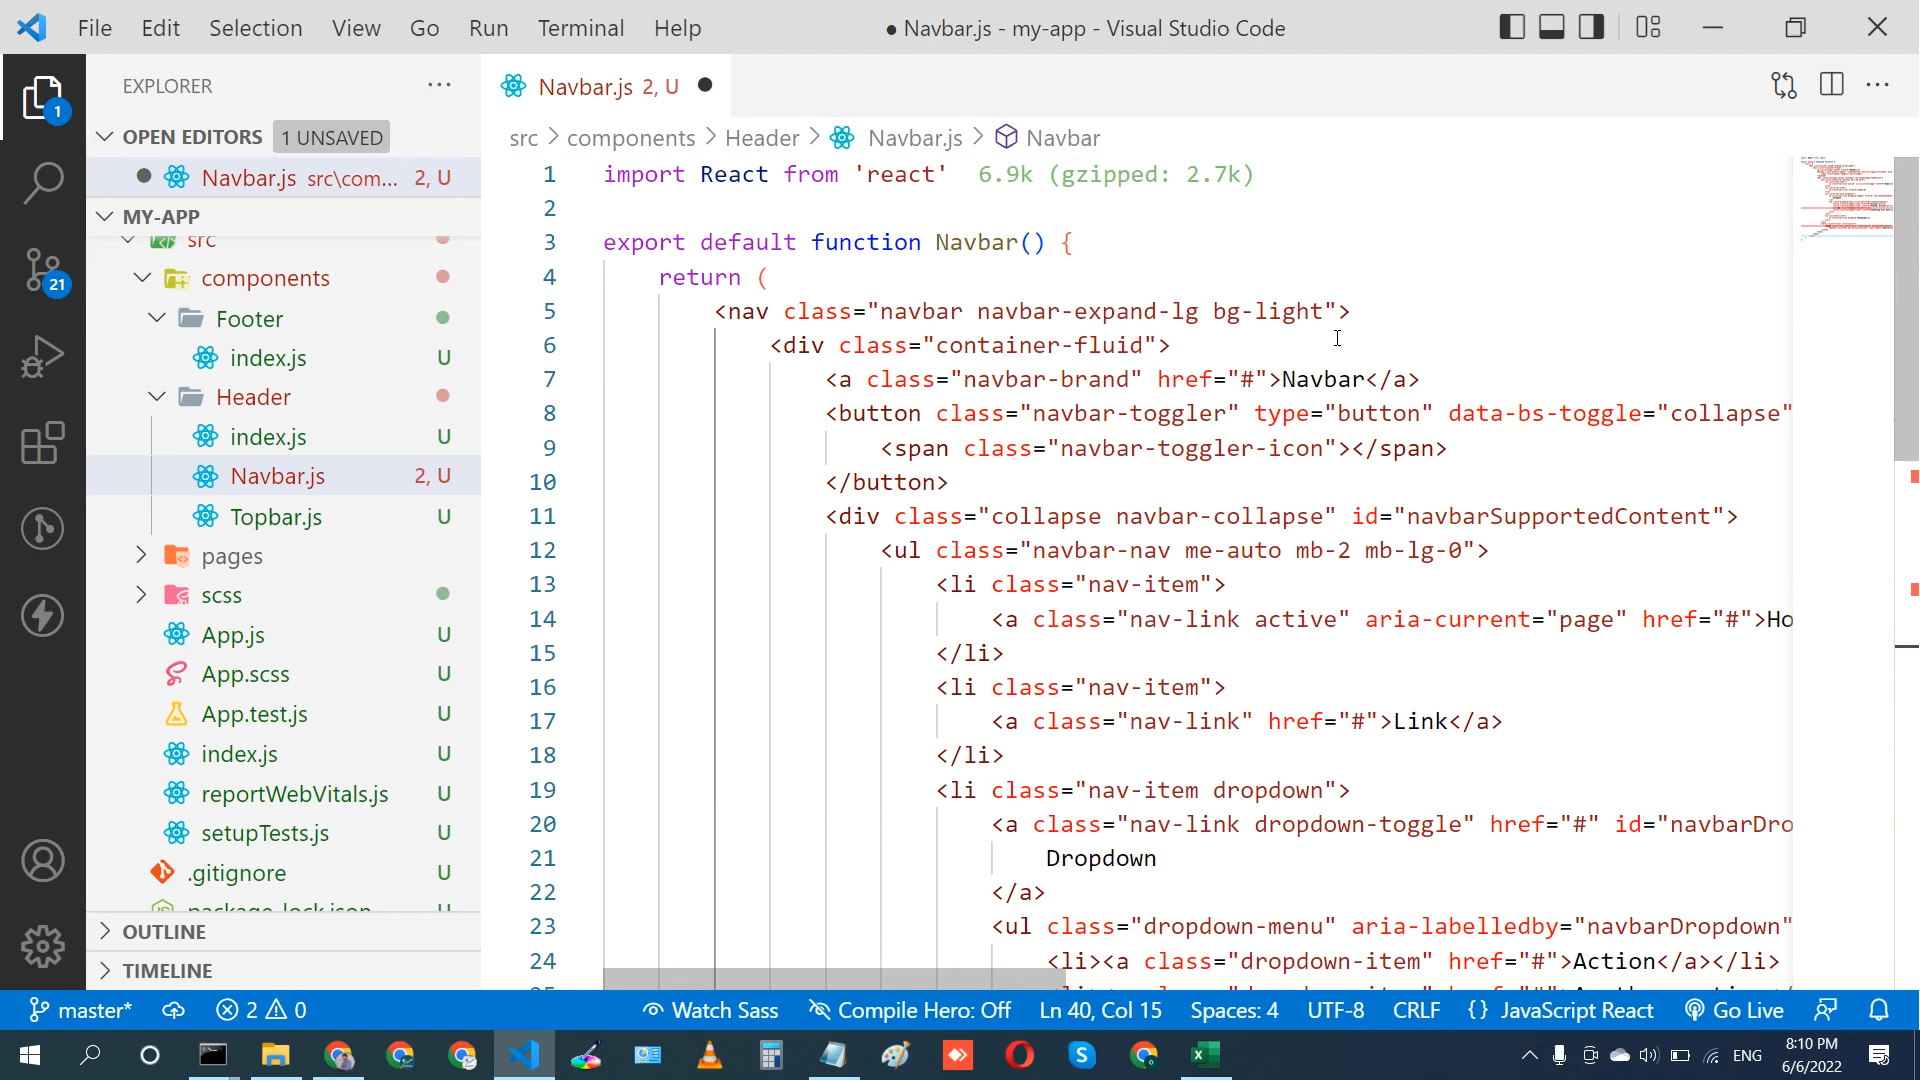 File Edit Selection View Go Run Terminal Help
● Navbar.js - my-app - Visual Studio Code
EXPLORER
OPEN EDITORS 1 UNSAVED
Navbar.js src\com... 2, U
MY-APP
src
components
Footer
index.js U
Header
index.js U
Navbar.js 2, U
Topbar.js U
pages
scss
App.js U
App.scss U
App.test.js U
index.js U
reportWebVitals.js U
setupTests.js U
.gitignore U
package-lock.json U
OUTLINE
TIMELINE
1
21
Navbar.js 2, U
src > components > Header > Navbar.js > Navbar
1 import React from 'react' 6.9k (gzipped: 2.7k)
2
3 export default function Navbar() {
4 return (
5 <nav class="navbar navbar-expand-lg bg-light">
6 <div class="container-fluid">
7 <a class="navbar-brand" href="#">Navbar</a>
8 <button class="navbar-toggler" type="button" data-bs-toggle="collapse"
9 <span class="navbar-toggler-icon"></span>
10 </button>
11 <div class="collapse navbar-collapse" id="navbarSupportedContent">
12 <ul class="navbar-nav me-auto mb-2 mb-lg-0">
13 <li class="nav-item">
14 <a class="nav-link active" aria-current="page" href="#">Ho
15 </li>
16 <li class="nav-item">
17 <a class="nav-link" href="#">Link</a>
18 </li>
19 <li class="nav-item dropdown">
20 <a class="nav-link dropdown-toggle" href="#" id="navbarDro
21 Dropdown
22 </a>
23 <ul class="dropdown-menu" aria-labelledby="navbarDropdown"
24 <li><a class="dropdown-item" href="#">Action</a></li>
master* 2 0 Watch Sass Compile Hero: Off Ln 40, Col 15 Spaces: 4 UTF-8 CRLF {} JavaScript React Go Live
ENG
8:10 PM
6/6/2022